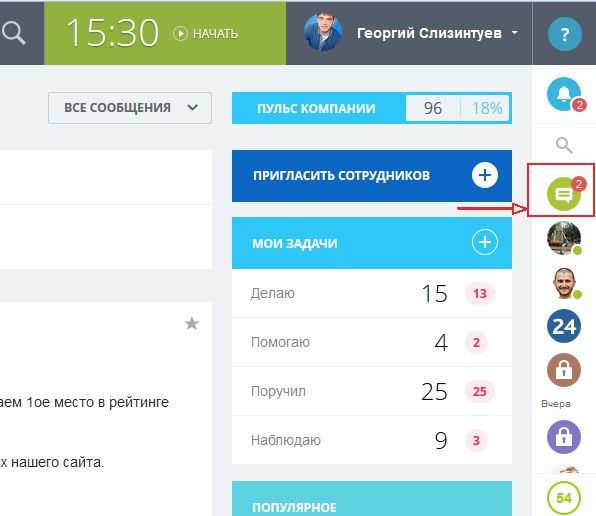 15:30 НАЧАТЬ
Георгий Слизинтуев
?
ВСЕ СООБЩЕНИЯ
ПУЛЬС КОМПАНИИ 96 18%
2
ПРИГЛАСИТЬ СОТРУДНИКОВ
2
МОИ ЗАДАЧИ
Делаю 15 13
Помогаю 4 2
24
Поручил 25 25
аем 1ое место в рейтинге
Вчера
Наблюдаю 9 3
х нашего сайта.
54
ПОПУЛЯРНОЕ